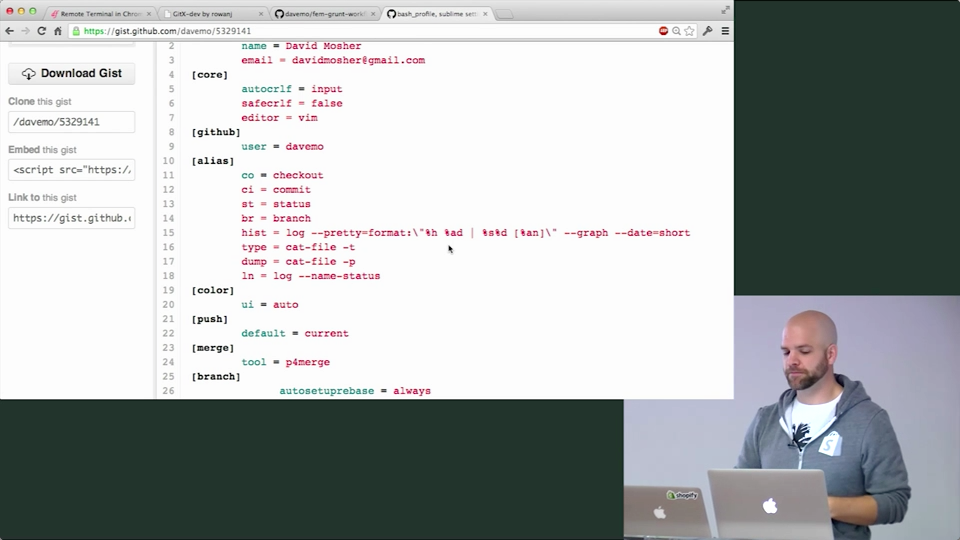 Remote Terminal in Chrom
GitX-dev by rowanj
davemo/fem-grunt-workfl
bash_profile, sublime sett
https://gist.github.com/davemo/5329141
Download Gist
Clone this gist
/davemo/5329141
Embed this gist
<script src="https:/
Link to this gist
https://gist.github.c
2 name = David Mosher
3 email = davidmosher@gmail.com
4 [core]
5 autocrlf = input
6 safecrlf = false
7 editor = vim
8 [github]
9 user = davemo
10 [alias]
11 co = checkout
12 ci = commit
13 st = status
14 br = branch
15 hist = log --pretty=format:\"%h %ad | %s%d [%an]\" --graph --date=short
16 type = cat-file -t
17 dump = cat-file -p
18 ln = log --name-status
19 [color]
20 ui = auto
21 [push]
22 default = current
23 [merge]
24 tool = p4merge
25 [branch]
26 autosetuprebase = always
shopify